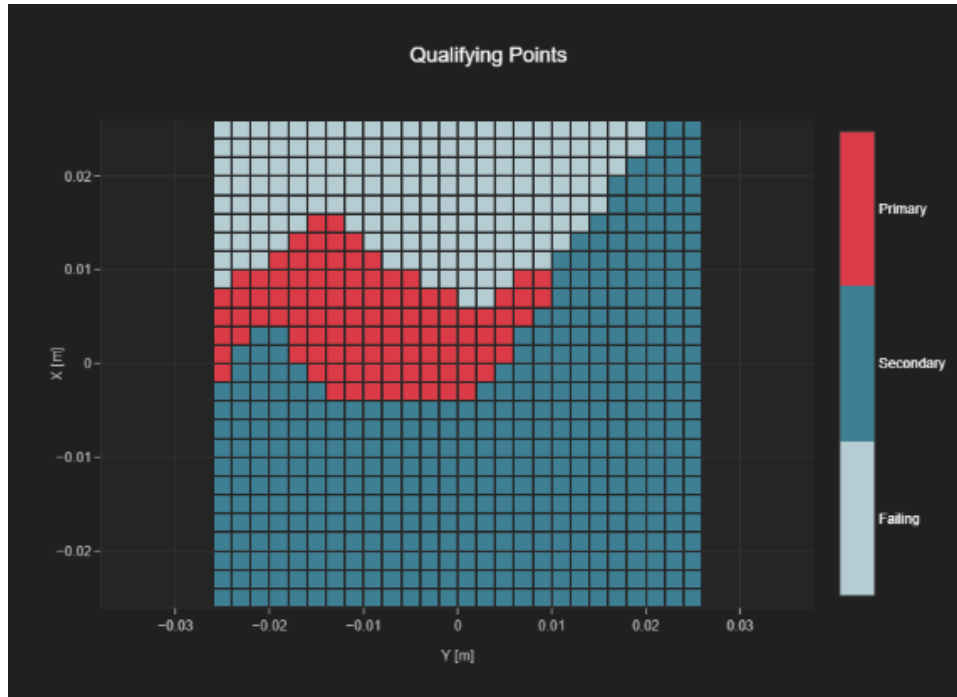 Qualifying Points
0.02
0.01
0
−0.01
−0.02
X [m]
−0.03
−0.02
−0.01
0
0.01
0.02
0.03
Y [m]
Primary
Secondary
Failing